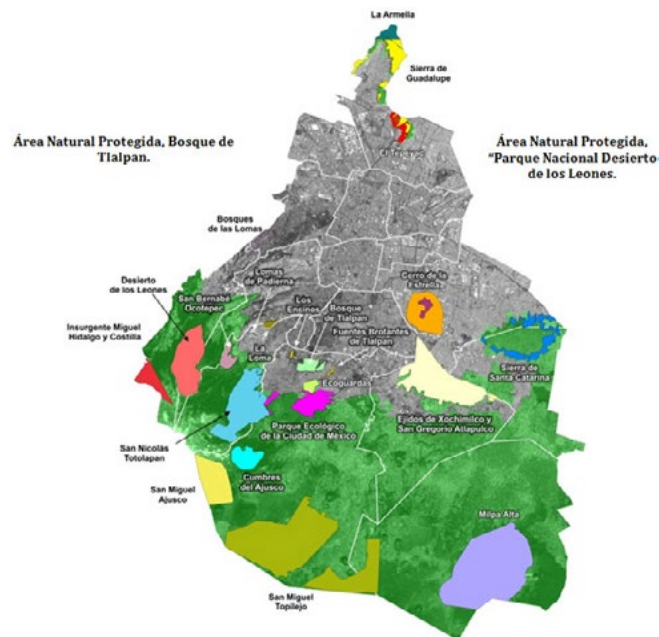 La Armella
Sierra de
Guadalupe
El Tepeyac
Área Natural Protegida, Bosque de
Tlalpan.
Área Natural Protegida,
"Parque Nacional Desierto
de los Leones.
Bosques
de las Lomas
Desierto
de los Leones
Lomas
de Padierna
Cerro de la
Estrella
San Bernabé
Ocotepec
Los
Encinos
Bosque
de Tlalpan
Insurgente Miguel
Hidalgo y Costilla
Fuentes Brotantes
de Tlalpan
La
Loma
Sierra de
Santa Catarina
Ecoguardas
Ejidos de Xochimilco y
San Gregorio Atlapulco
Parque Ecológico
de la Ciudad de México
San Nicolás
Totolapan
Cumbres
del Ajusco
San Miguel
Ajusco
Milpa Alta
San Miguel
Topilejo